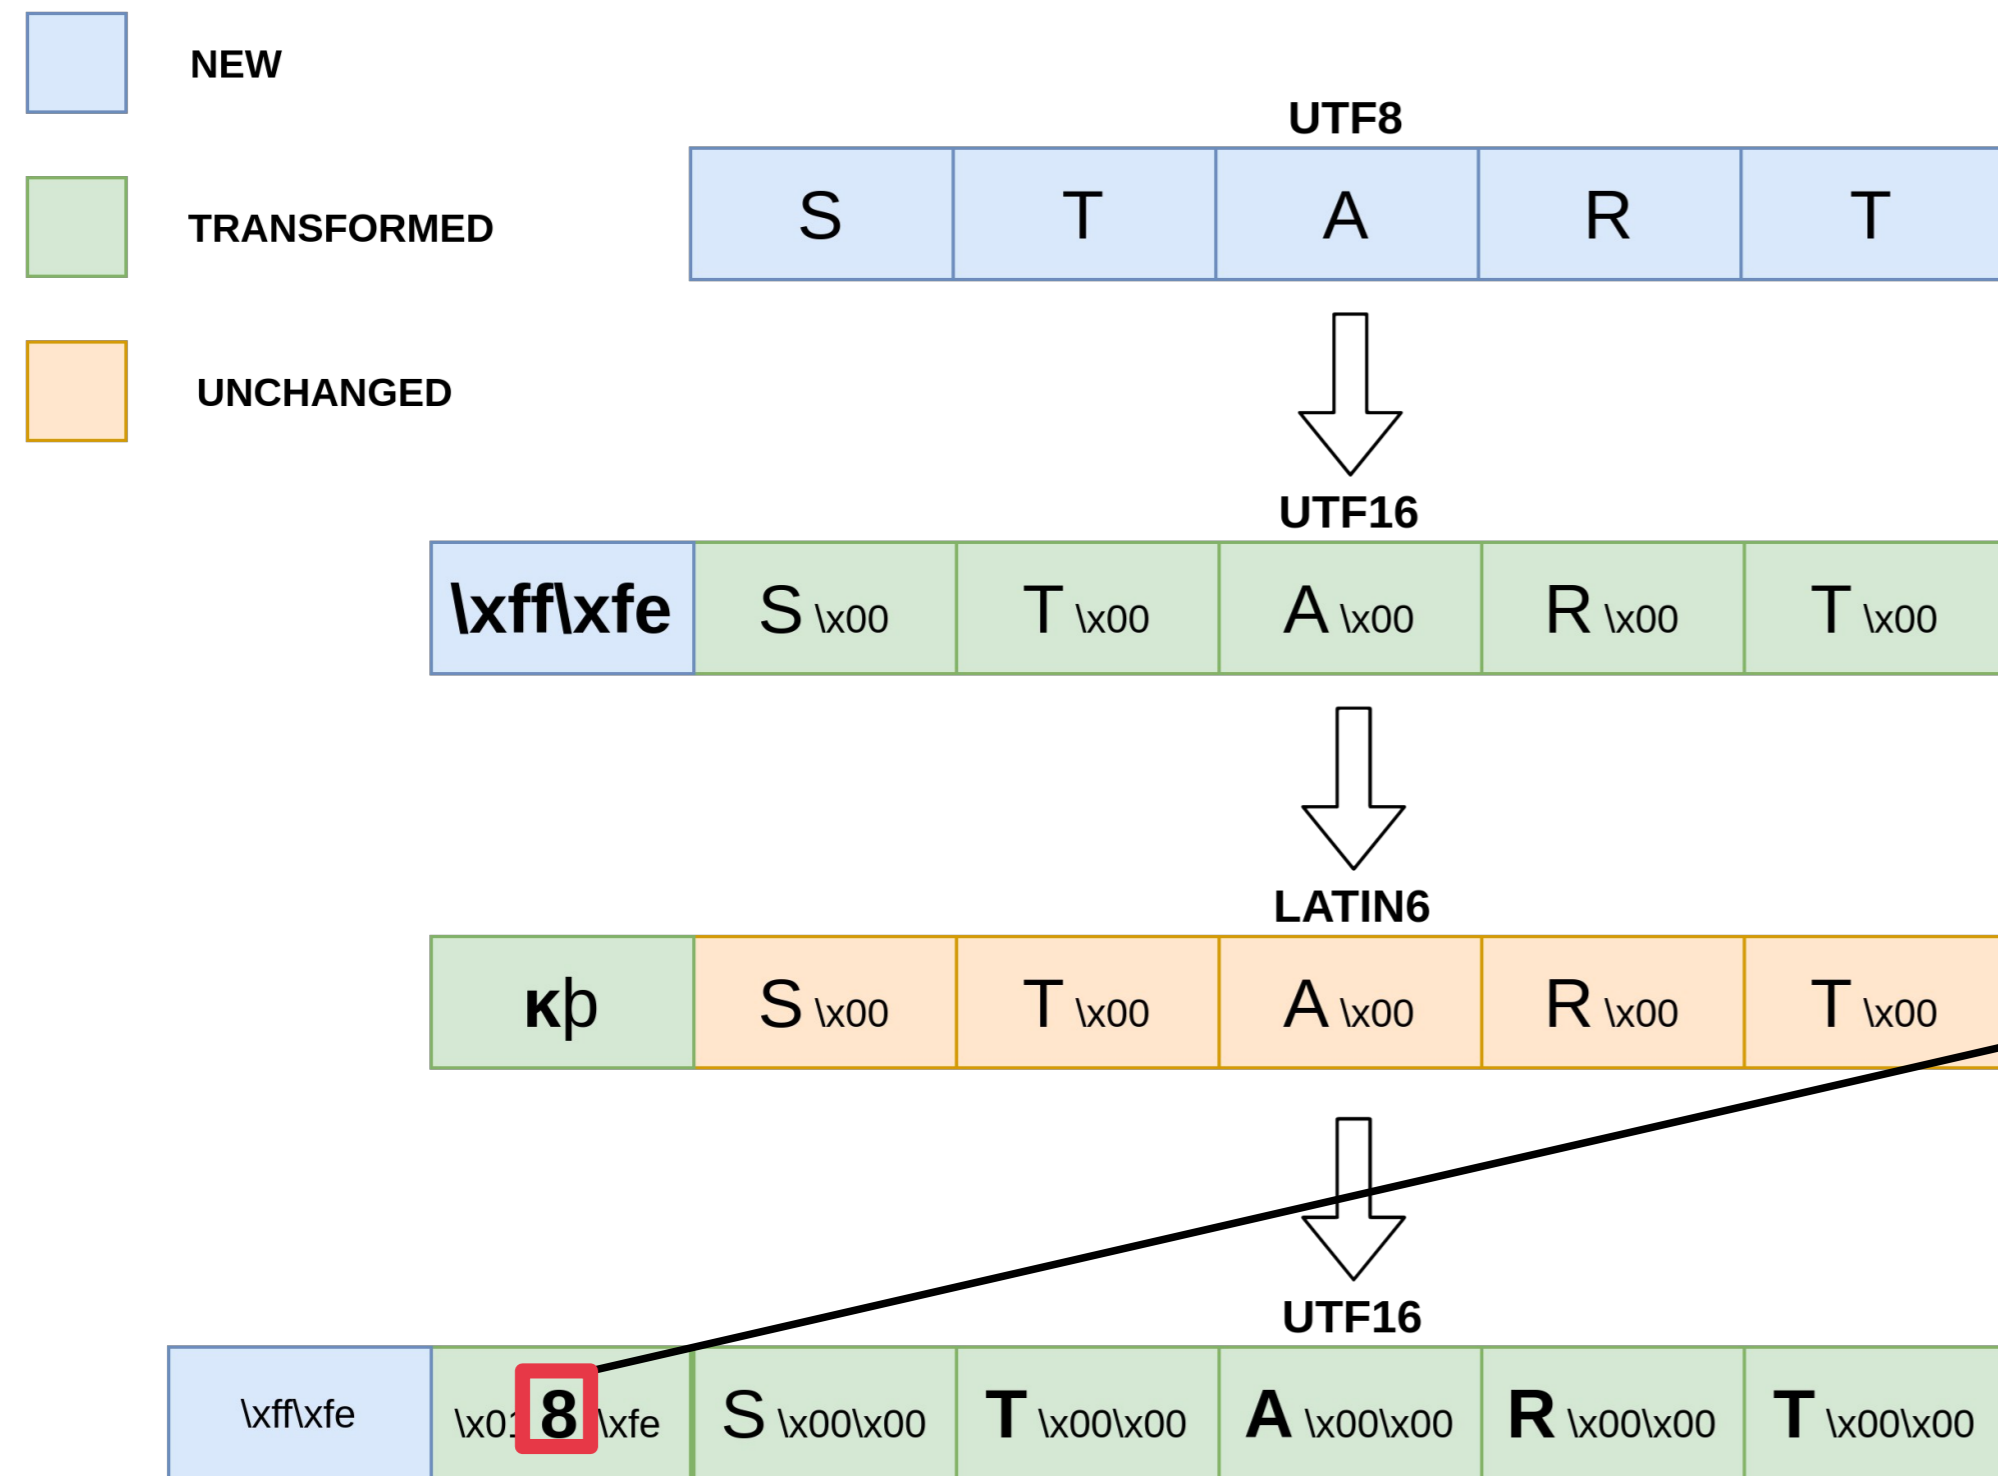 NEW
TRANSFORMED
UNCHANGED
UTF8
S T A R T
UTF16
\xff\xfe S \x00 T \x00 A \x00 R \x00 T \x00
LATIN6
ĸþ S \x00 T \x00 A \x00 R \x00 T \x00
UTF16
\xff\xfe \x01 8 \xfe S \x00\x00 T \x00\x00 A \x00\x00 R \x00\x00 T \x00\x00